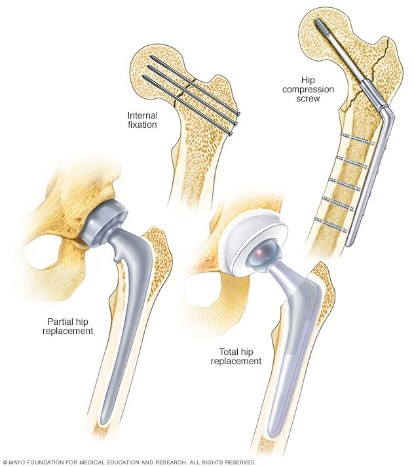 Internal
fixation
Hip
compression
screw
Partial hip
replacement
Total hip
replacement
© MAYO FOUNDATION FOR MEDICAL EDUCATION AND RESEARCH. ALL RIGHTS RESERVED.